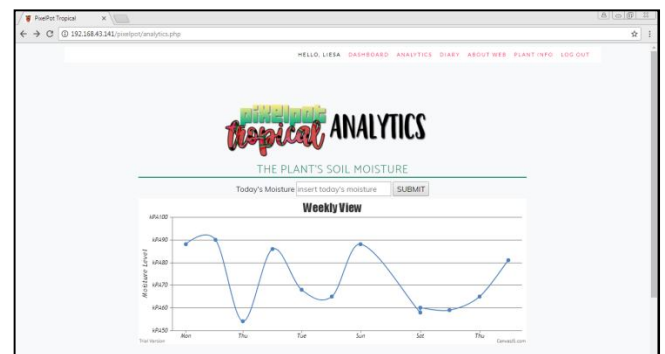 PixelPot Tropical
192.168.43.141/pixelpot/analytics.php
HELLO, LIESA DASHBOARD ANALYTICS DIARY ABOUT WEB PLANT INFO LOG OUT
pixelpot
tropical ANALYTICS
THE PLANT'S SOIL MOISTURE
Today's Moisture insert today's moisture SUBMIT
Weekly View
Moisture Level
kPA100
kPA90
kPA80
kPA70
kPA60
kPA50
Mon Thu Tue Sun Sat Thu
Trial Version
CanvasJS.com